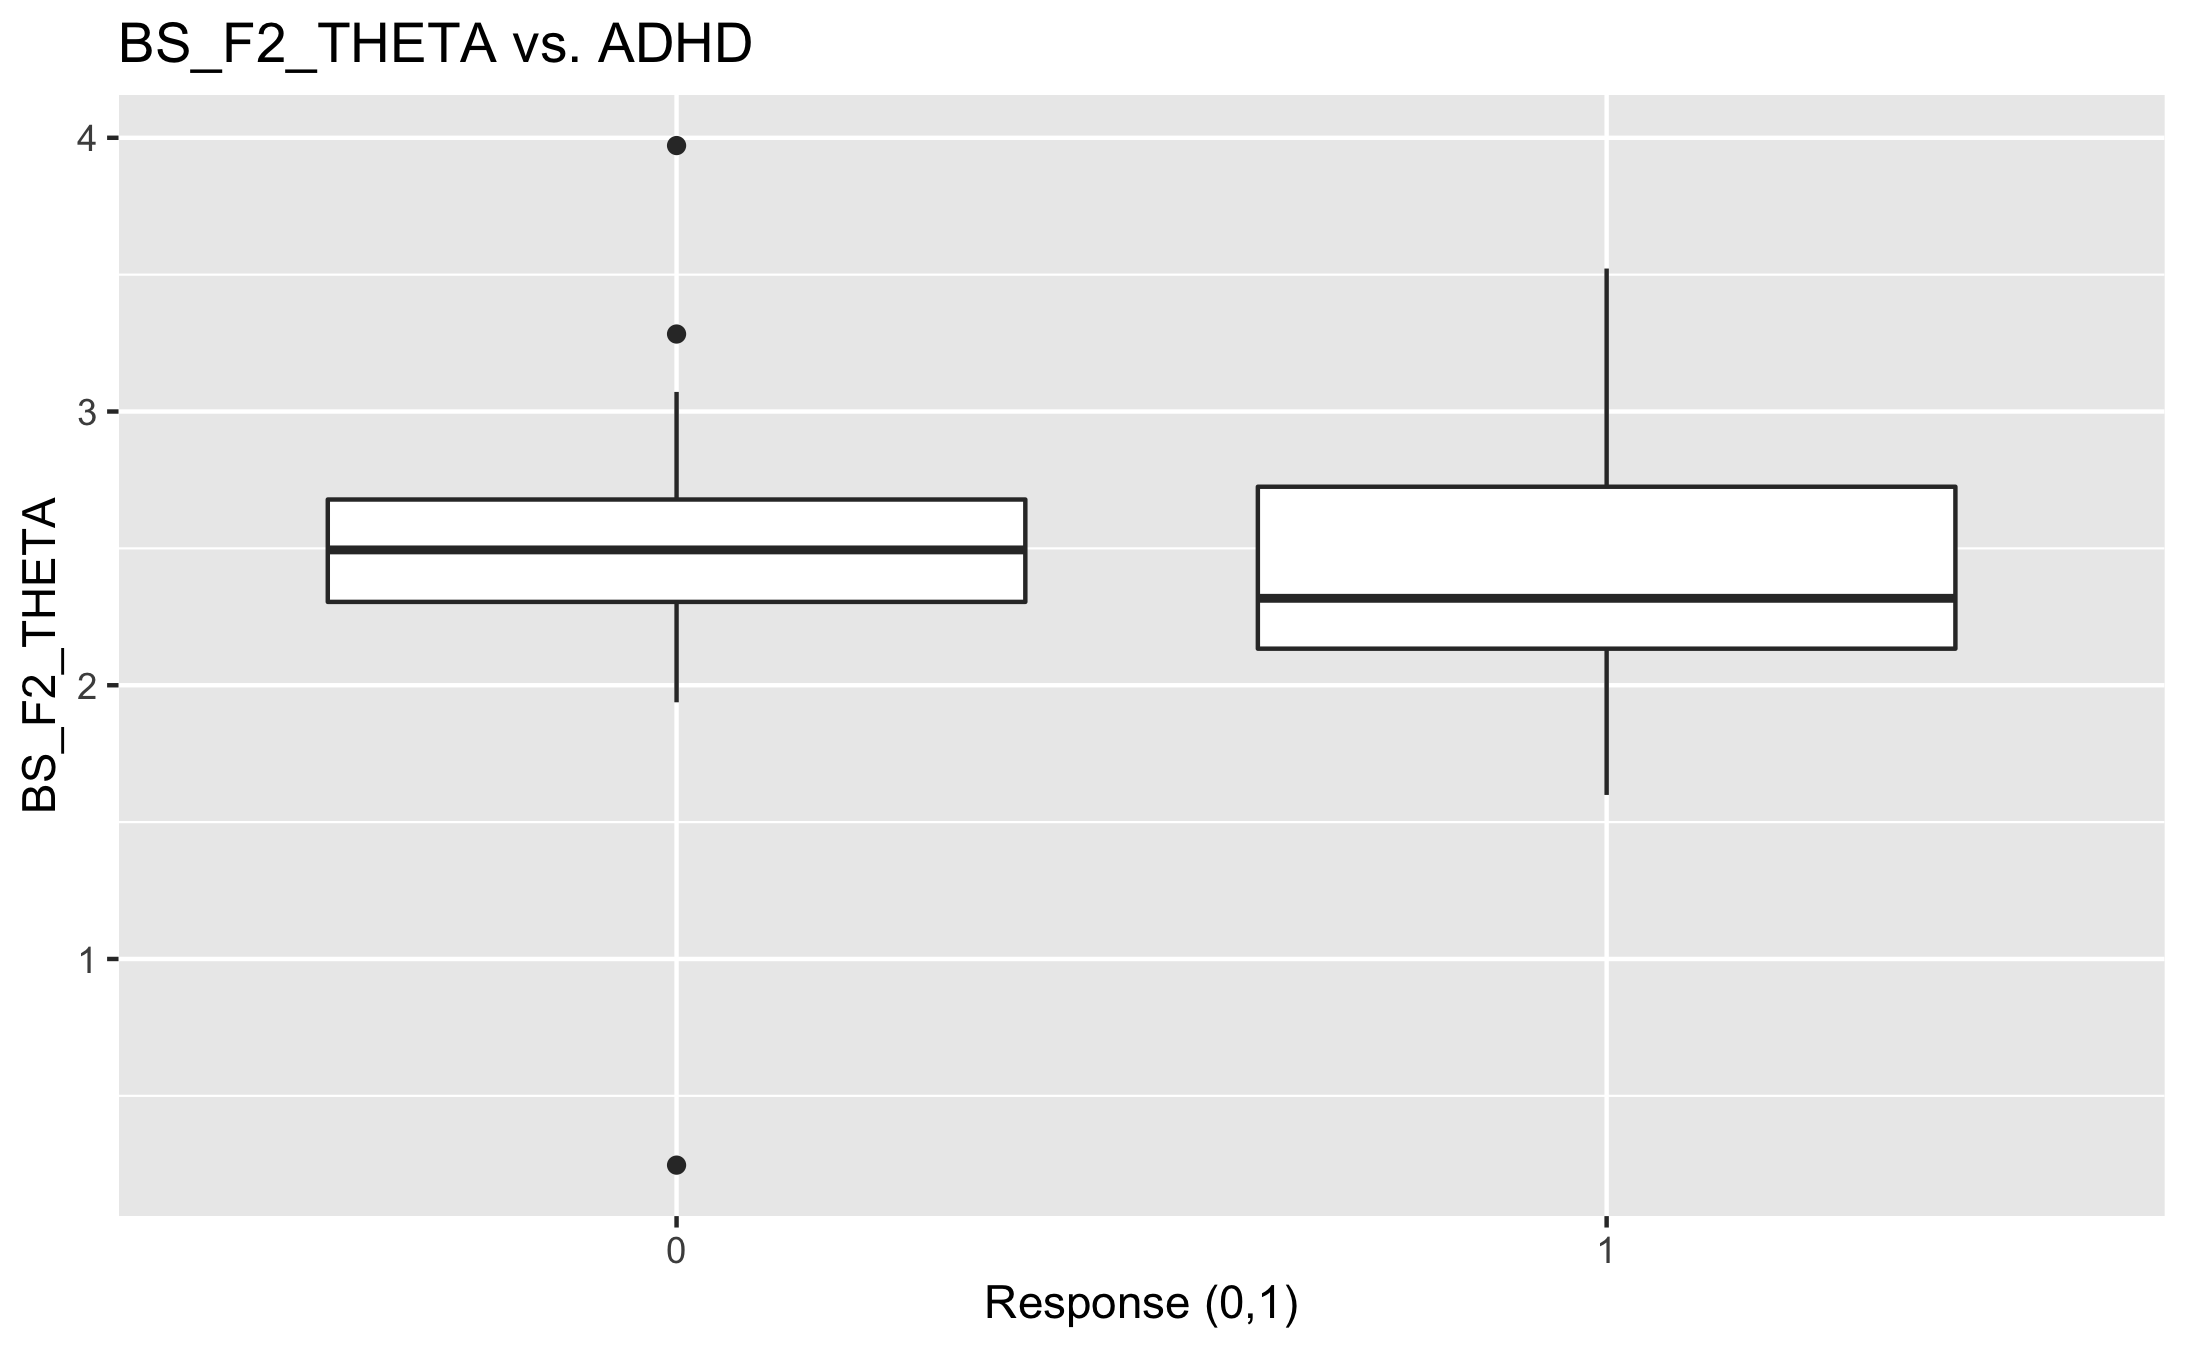 BS_F2_THETA vs. ADHD
BS_F2_THETA
4
3
2
1
0
1
Response (0,1)